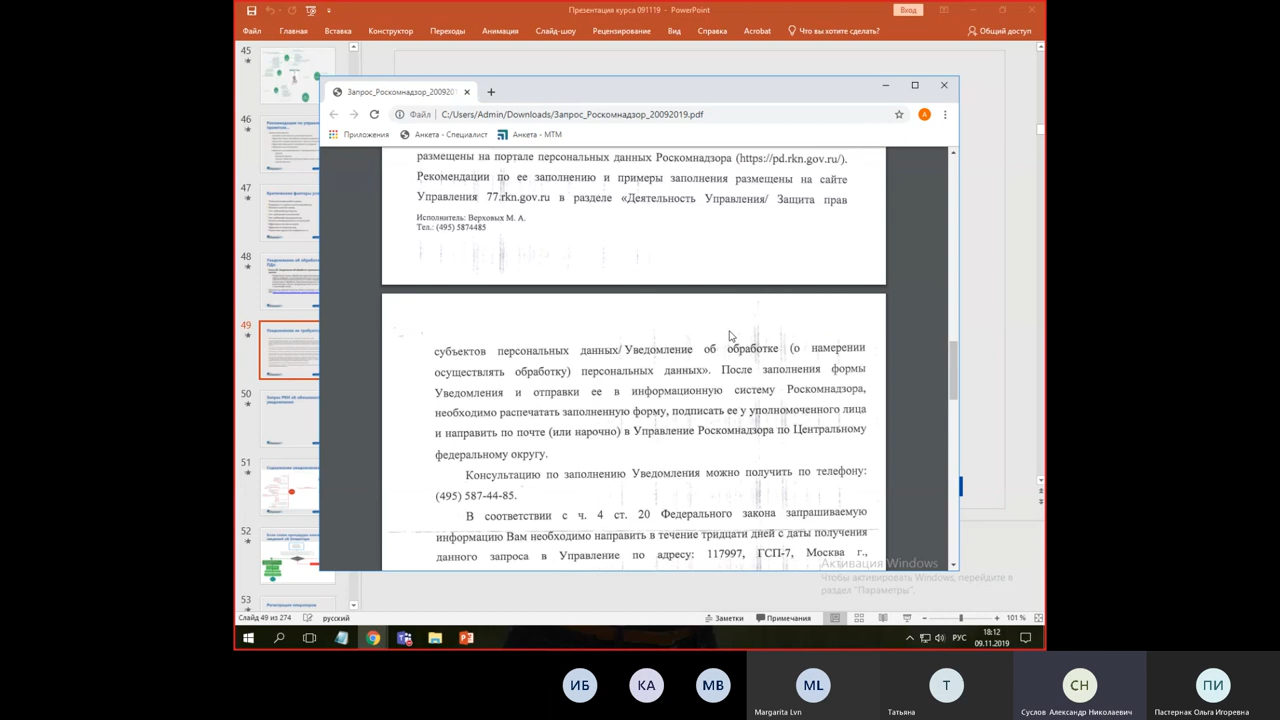 Презентация курса 091119 - PowerPoint
Вход
Файл Главная Вставка Конструктор Переходы Анимация Слайд-шоу Рецензирование Вид Справка Acrobat Что вы хотите сделать? Общий доступ
45
46
47
48
49
50
51
52
53
Запрос_Роскомнадзор_20092019
Файл C:/Users/Admin/Downloads/Запрос_Роскомнадзор_20092019.pdf
A
Приложения Анкета - Специалист Анкета - МТМ
размещены на портале персональных данных Роскомнадзора (https://pd.rkn.gov.ru/).
Рекомендации по ее заполнению и примеры заполнения размещены на сайте
Управления 77.rkn.gov.ru в разделе «Деятельность Управления/ Защита прав
Исполнитель: Верховых М. А.
Тел.: (495) 5874485
субъектов персональных данных/ Уведомление об обработке (о намерении
осуществлять обработку) персональных данных». После заполнения формы
Уведомления и отправки ее в информационную систему Роскомнадзора,
необходимо распечатать заполненную форму, подписать ее у уполномоченного лица
и направить по почте (или нарочно) в Управление Роскомнадзора по Центральному
федеральному округу.
Консультацию по заполнению Уведомления можно получить по телефону:
(495) 587-44-85.
В соответствии с ч. 4 ст. 20 Федерального закона запрашиваемую
информацию Вам необходимо направить в течение тридцати дней с даты получения
данного запроса в Управление по адресу: 117997, ГСП-7, Москва г.,
Активация Windows
Чтобы активировать Windows, перейдите в
раздел "Параметры".
Слайд 49 из 274 русский Заметки Примечания 101 %
РУС
18:12
09.11.2019
ИБ КА МВ ML Т СН ПИ
Margarita Lvn Татьяна Суслов Александр Николаевич Пастернак Ольга Игоревна